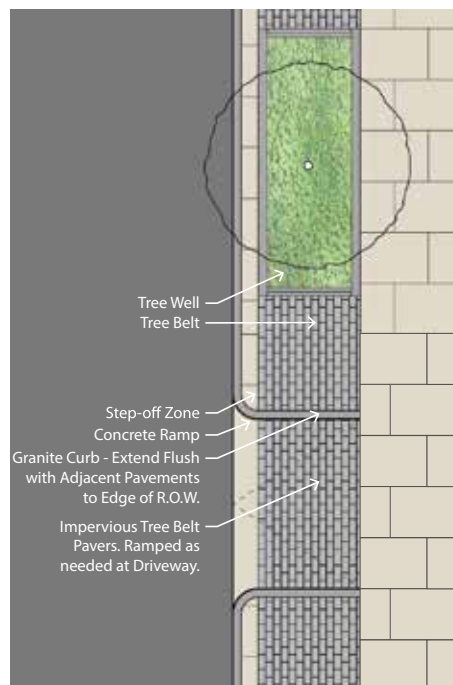 Tree Well
Tree Belt
Step-off Zone
Concrete Ramp
Granite Curb - Extend Flush
with Adjacent Pavements
to Edge of R.O.W.
Impervious Tree Belt
Pavers. Ramped as
needed at Driveway.